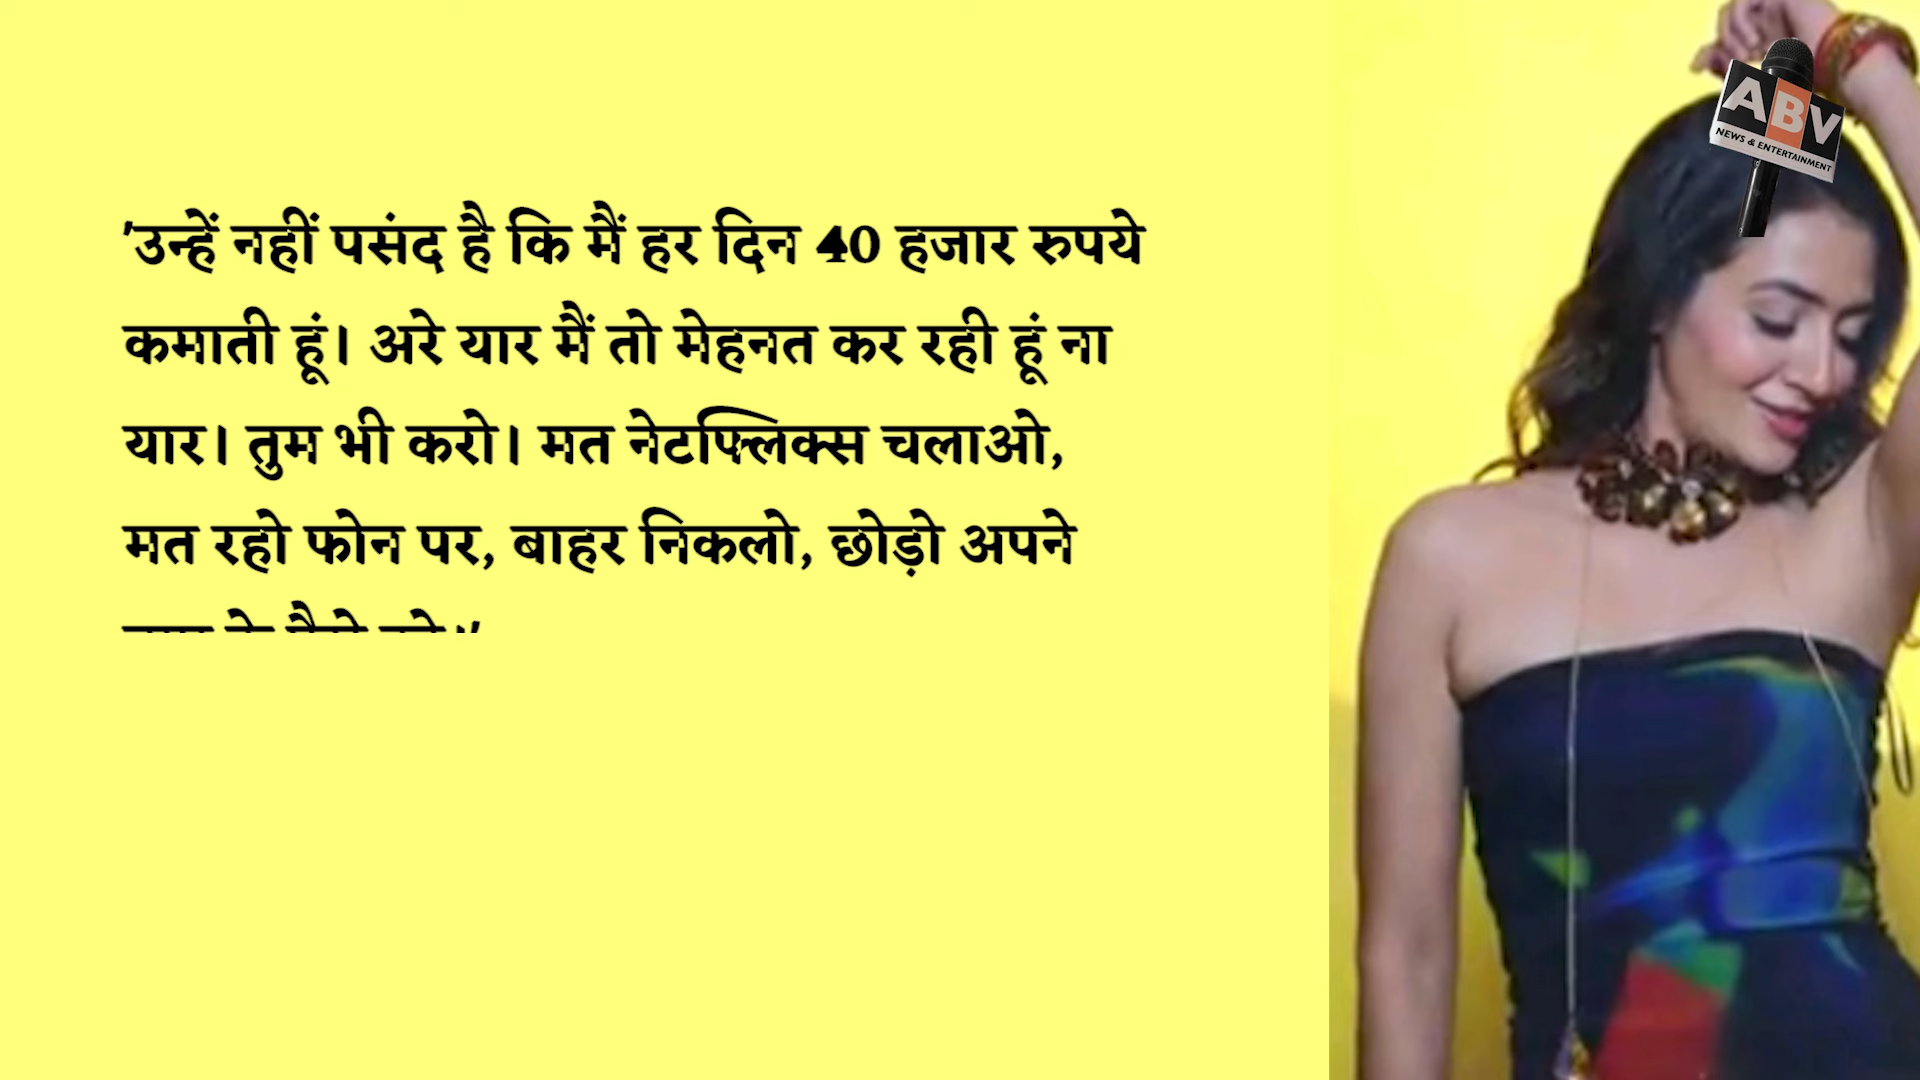 'उन्हें नहीं पसंद है कि मैं हर दिन 40 हजार रुपये
कमाती हूं। अरे यार मैं तो मेहनत कर रही हूं ना
यार। तुम भी करो। मत नेटफ्लिक्स चलाओ,
मत रहो फोन पर, बाहर निकलो, छोड़ो अपने
ABV
NEWS & ENTERTAINMENT